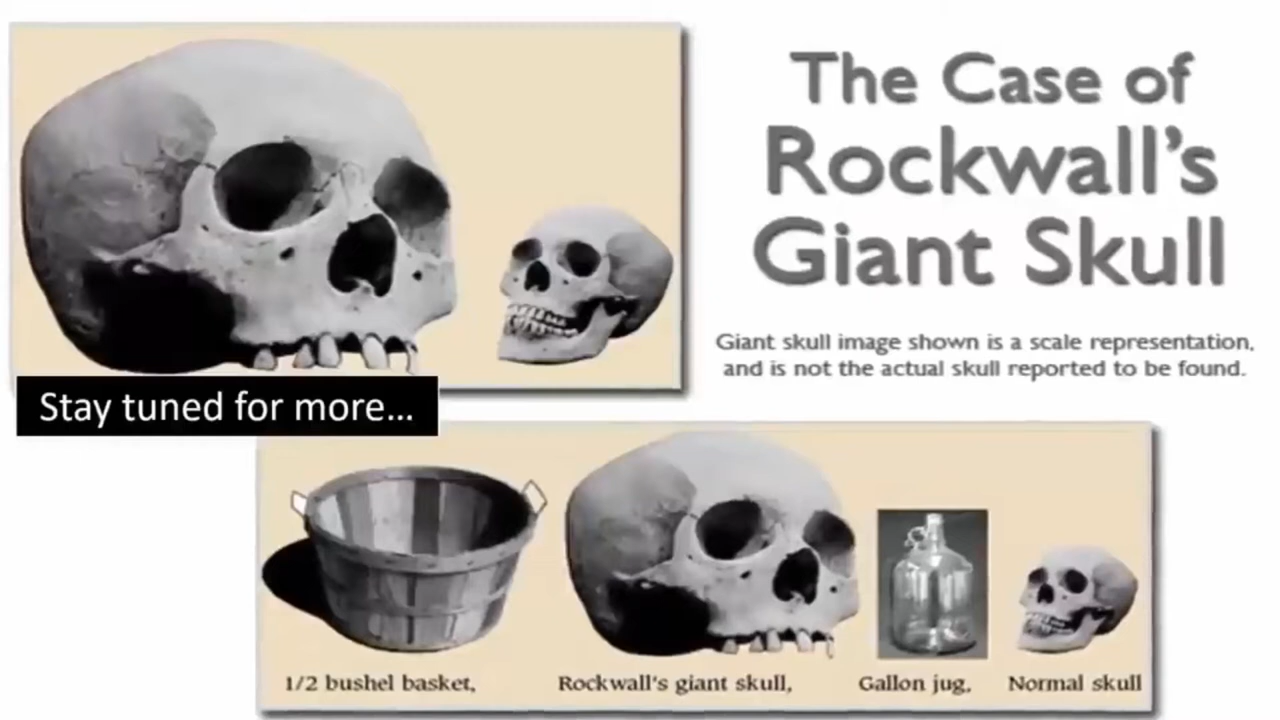 The Case of
Rockwall's
Giant Skull
Giant skull image shown is a scale representation,
and is not the actual skull reported to be found.
Stay tuned for more...
1/2 bushel basket, Rockwall's giant skull, Gallon jug, Normal skull